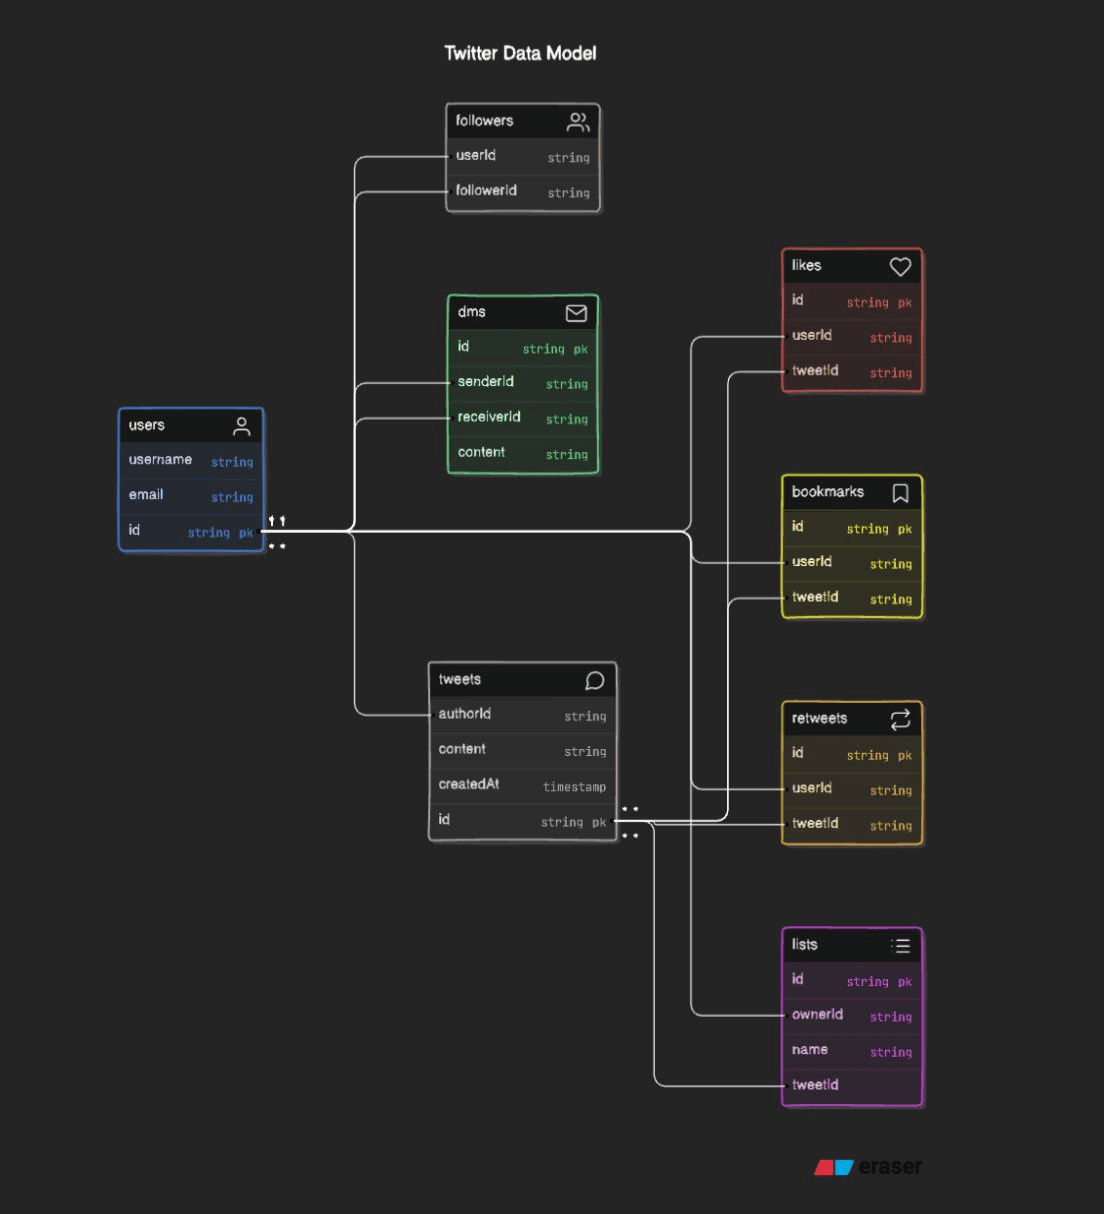 Twitter Data Model
followers
userId string
followerId string
likes
id string pk
userId string
tweetId string
dms
id string pk
senderId string
receiverId string
content string
users
username string
email string
id string pk
bookmarks
id string pk
userId string
tweetId string
tweets
authorId string
content string
createdAt timestamp
id string pk
retweets
id string pk
userId string
tweetId string
lists
id string pk
ownerId string
name string
tweetId
eraser